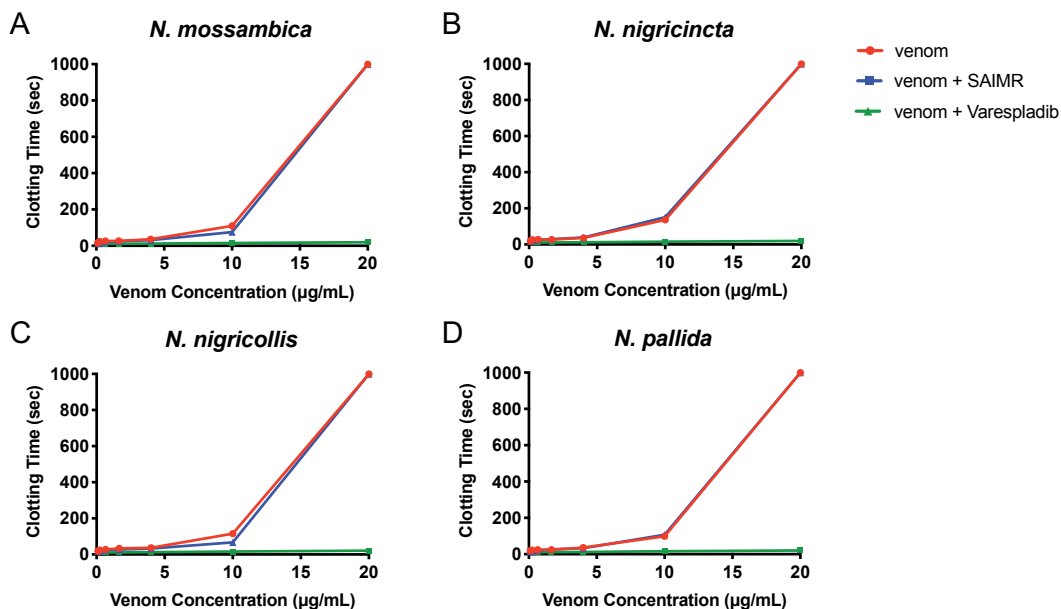 A
N. mossambica
1000
800
600
400
200
0
Clotting Time (sec)
0 5 10 15 20
Venom Concentration (μg/mL)
B
N. nigricincta
1000
800
600
400
200
0
Clotting Time (sec)
0 5 10 15 20
Venom Concentration (μg/mL)
venom
venom + SAIMR
venom + Varespladib
C
N. nigricollis
1000
800
600
400
200
0
Clotting Time (sec)
0 5 10 15 20
Venom Concentration (μg/mL)
D
N. pallida
1000
800
600
400
200
0
Clotting Time (sec)
0 5 10 15 20
Venom Concentration (μg/mL)